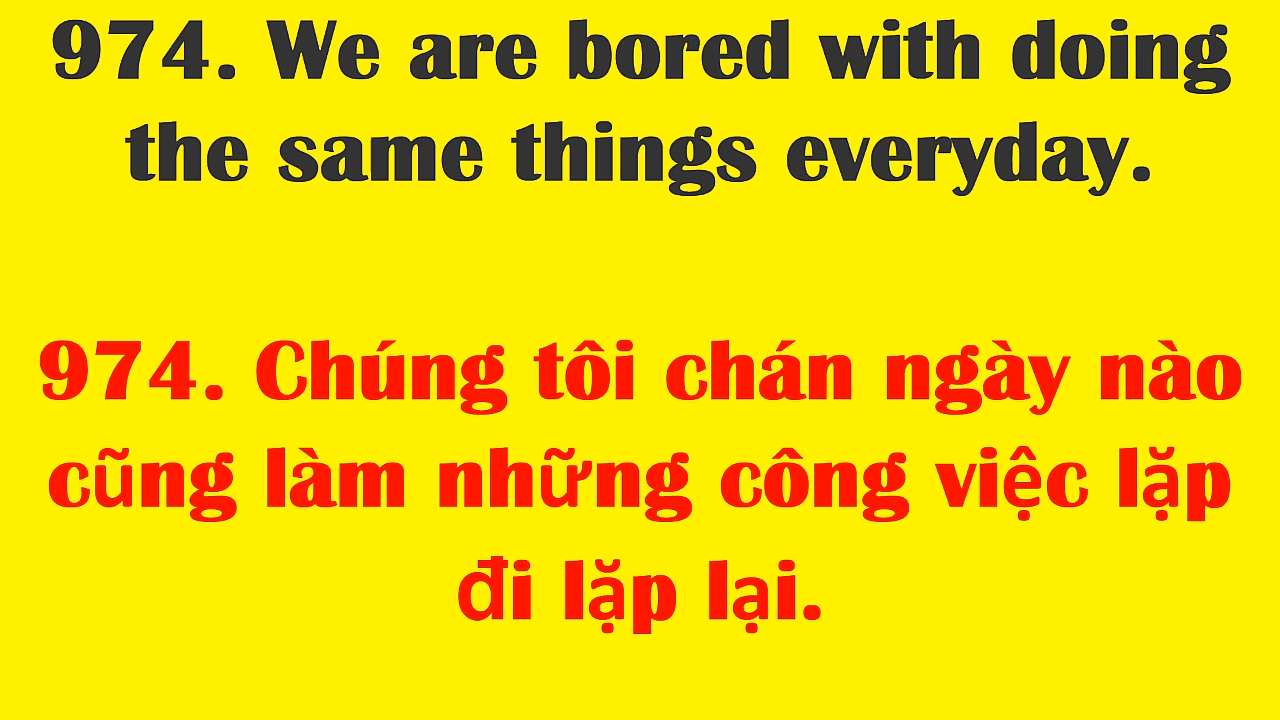 974. We are bored with doing
the same things everyday.
974. Chúng tôi chán ngày nào
cũng làm những công việc lặp
đi lặp lại.